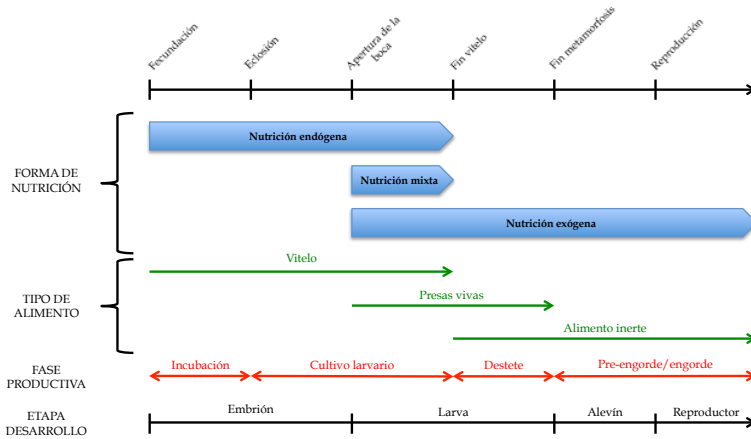 Fecundación
Eclosión
Apertura de la
boca
Fin vitelo
Fin metamorfosis
Reproducción
FORMA DE
NUTRICIÓN
Nutrición endógena
Nutrición mixta
Nutrición exógena
TIPO DE
ALIMENTO
Vitelo
Presas vivas
Alimento inerte
FASE
PRODUCTIVA
Incubación
Cultivo larvario
Destete
Pre-engorde/engorde
ETAPA
DESARROLLO
Embrión
Larva
Alevín
Reproductor